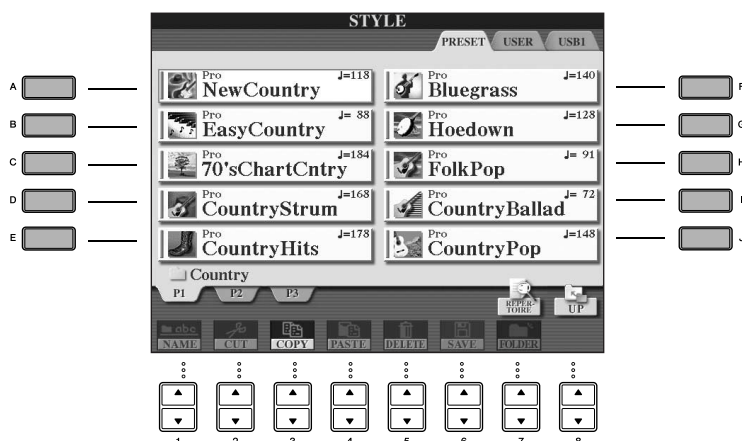 STYLE
PRESET USER USB1
A
Pro ♩=118
NewCountry
Pro ♩=140
Bluegrass
F
B
Pro ♩= 88
EasyCountry
Pro ♩=128
Hoedown
G
C
Pro ♩=184
70'sChartCntry
Pro ♩= 91
FolkPop
H
D
Pro ♩=168
CountryStrum
Pro ♩= 72
CountryBallad
I
E
Pro ♩=178
CountryHits
Pro ♩=148
CountryPop
J
Country
P1 P2 P3
REPER-
TOIRE
UP
abc
NAME CUT COPY PASTE DELETE SAVE FOLDER
1 2 3 4 5 6 7 8